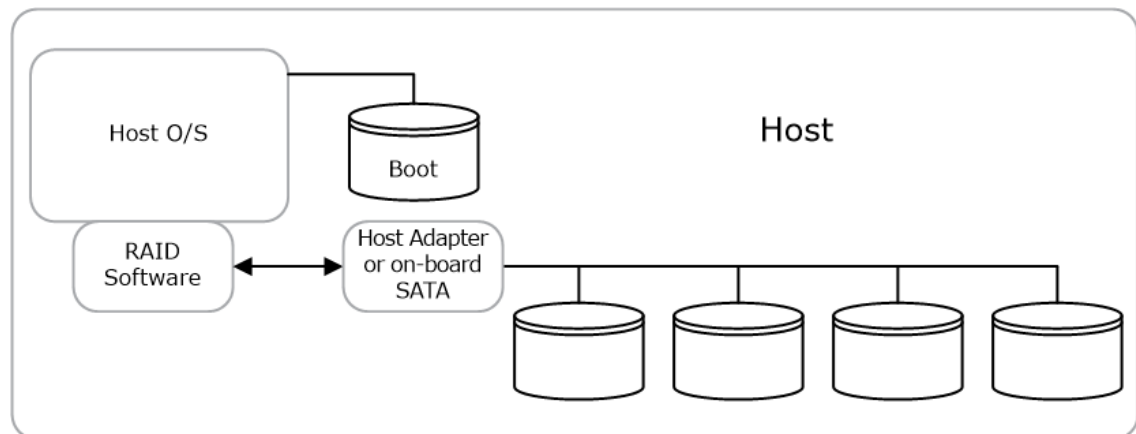 Host O/S
Boot
Host
RAID
Software
Host Adapter
or on-board
SATA